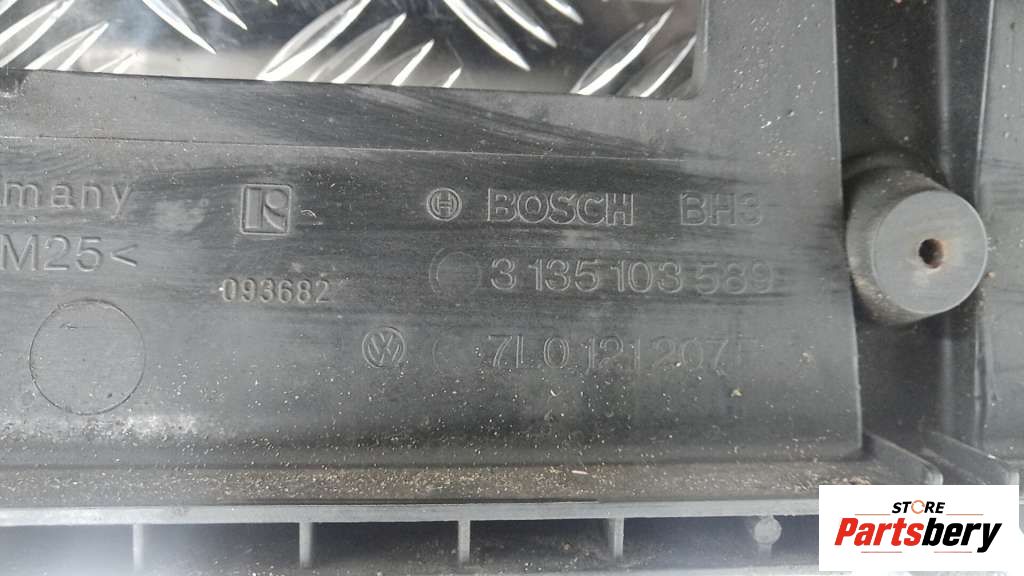 many
M25<
093682
BOSCH BH3
3 135 103 589
7L0 121 207
STORE
Partsbery